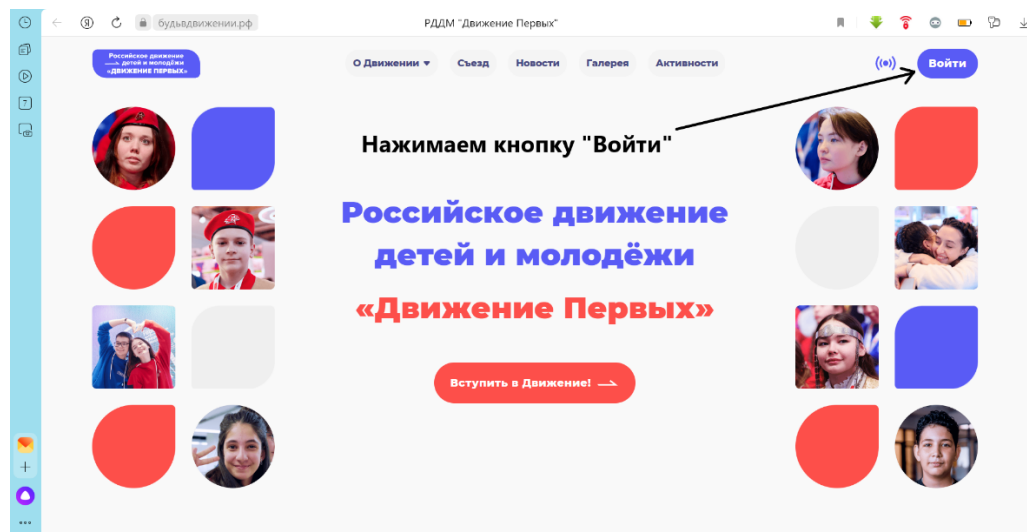 будьвдвижении.рф
РДДМ "Движение Первых"
Российское движение
детей и молодёжи
«ДВИЖЕНИЕ ПЕРВЫХ»
О Движении
Съезд
Новости
Галерея
Активности
Войти
Нажимаем кнопку "Войти"
Российское движение
детей и молодёжи
«Движение Первых»
Вступить в Движение!
7